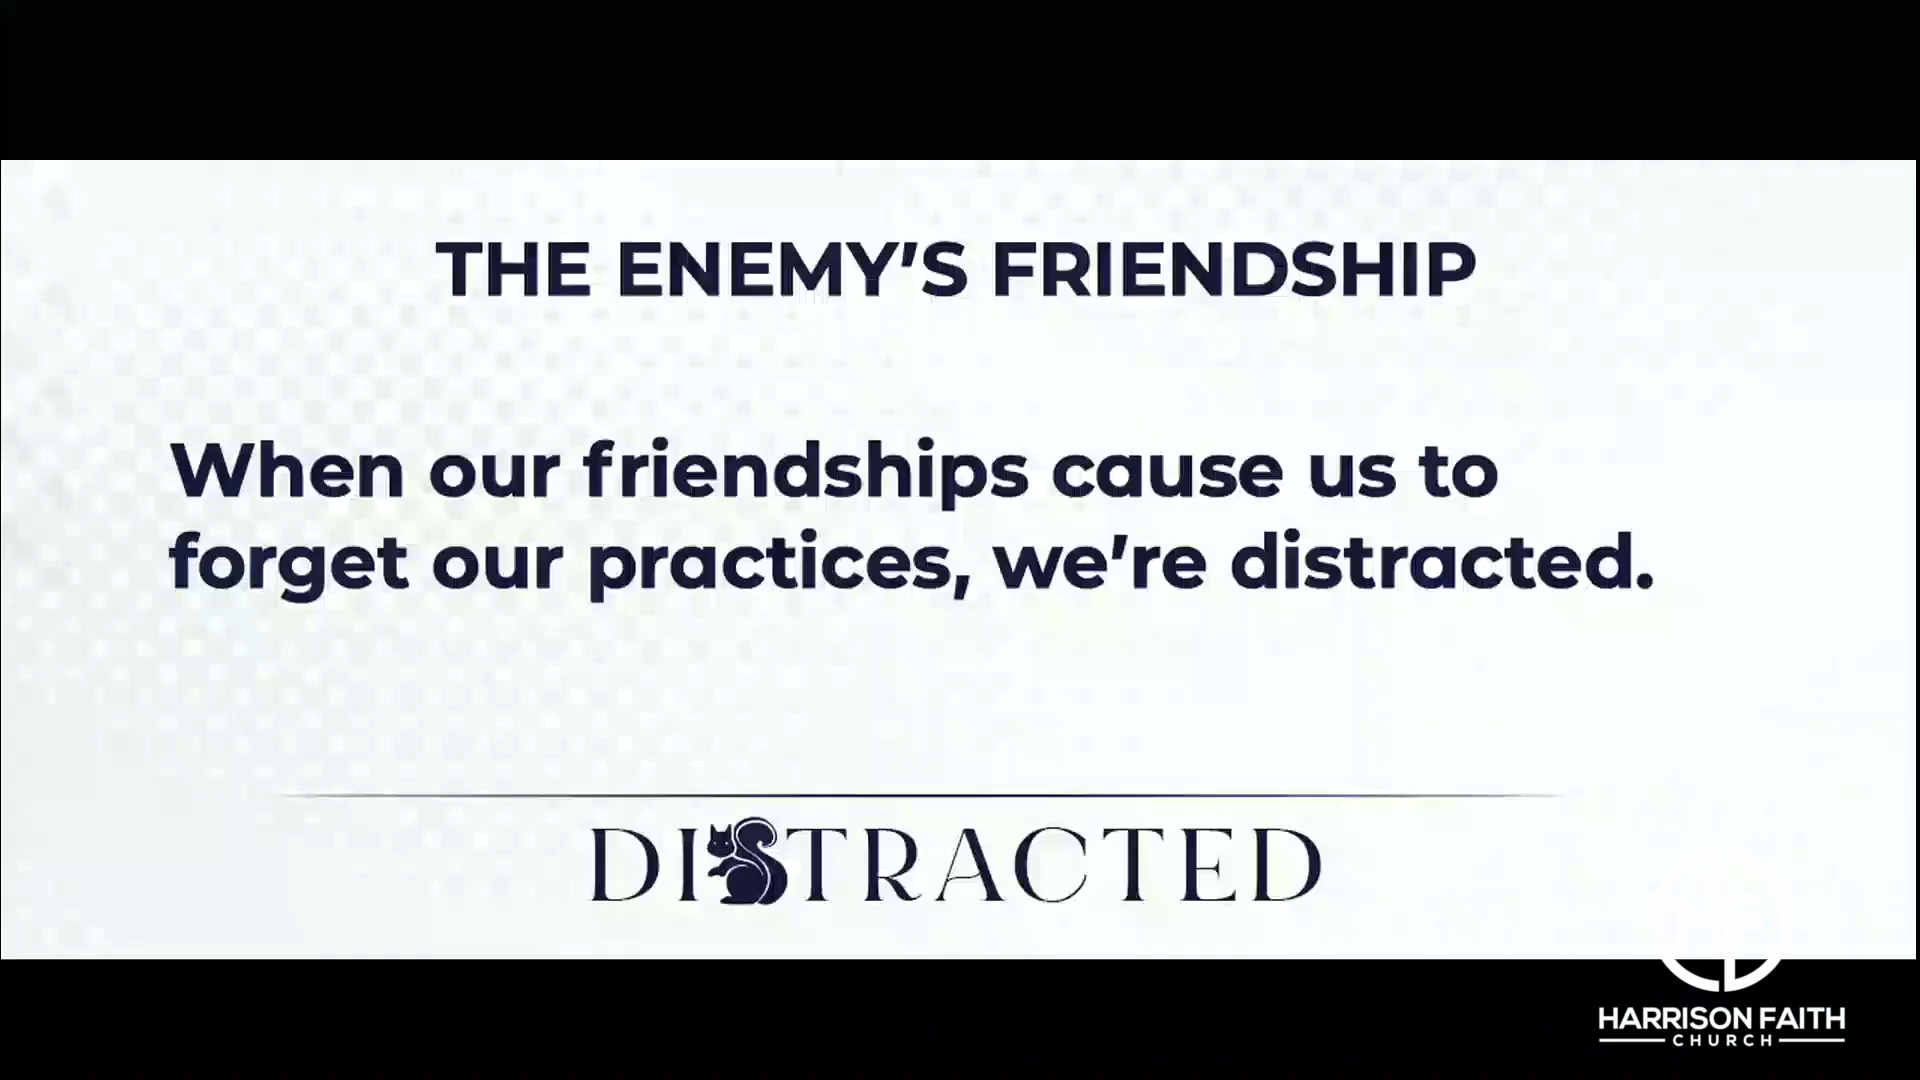 THE ENEMY’S FRIENDSHIP
When our friendships cause us to
forget our practices, we’re distracted.
DISTRACTED
HARRISON FAITH
CHURCH